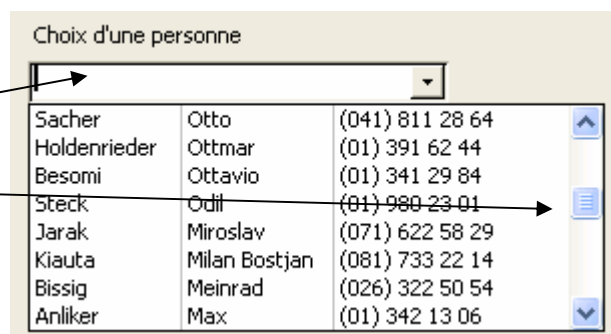 Choix d'une personne
Sacher Otto (041) 811 28 64
Holdenrieder Ottmar (01) 391 62 44
Besomi Ottavio (01) 341 29 84
Steck Odil (01) 980 23 01
Jarak Miroslav (071) 622 58 29
Kiauta Milan Bostjan (081) 733 22 14
Bissig Meinrad (026) 322 50 54
Anliker Max (01) 342 13 06